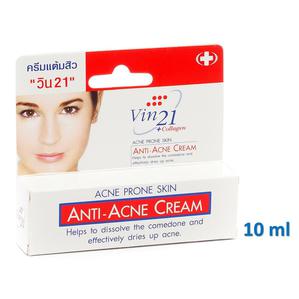 ครีมแต้มสิว
"วิน21"
Vin21
+Collagen
ACNE PRONE SKIN
ANTI-ACNE CREAM
Helps to dissolve the comedone and
effectively dries up acne.
ACNE PRONE SKIN
ANTI-ACNE CREAM
Helps to dissolve the comedone and
effectively dries up acne.
10 ml